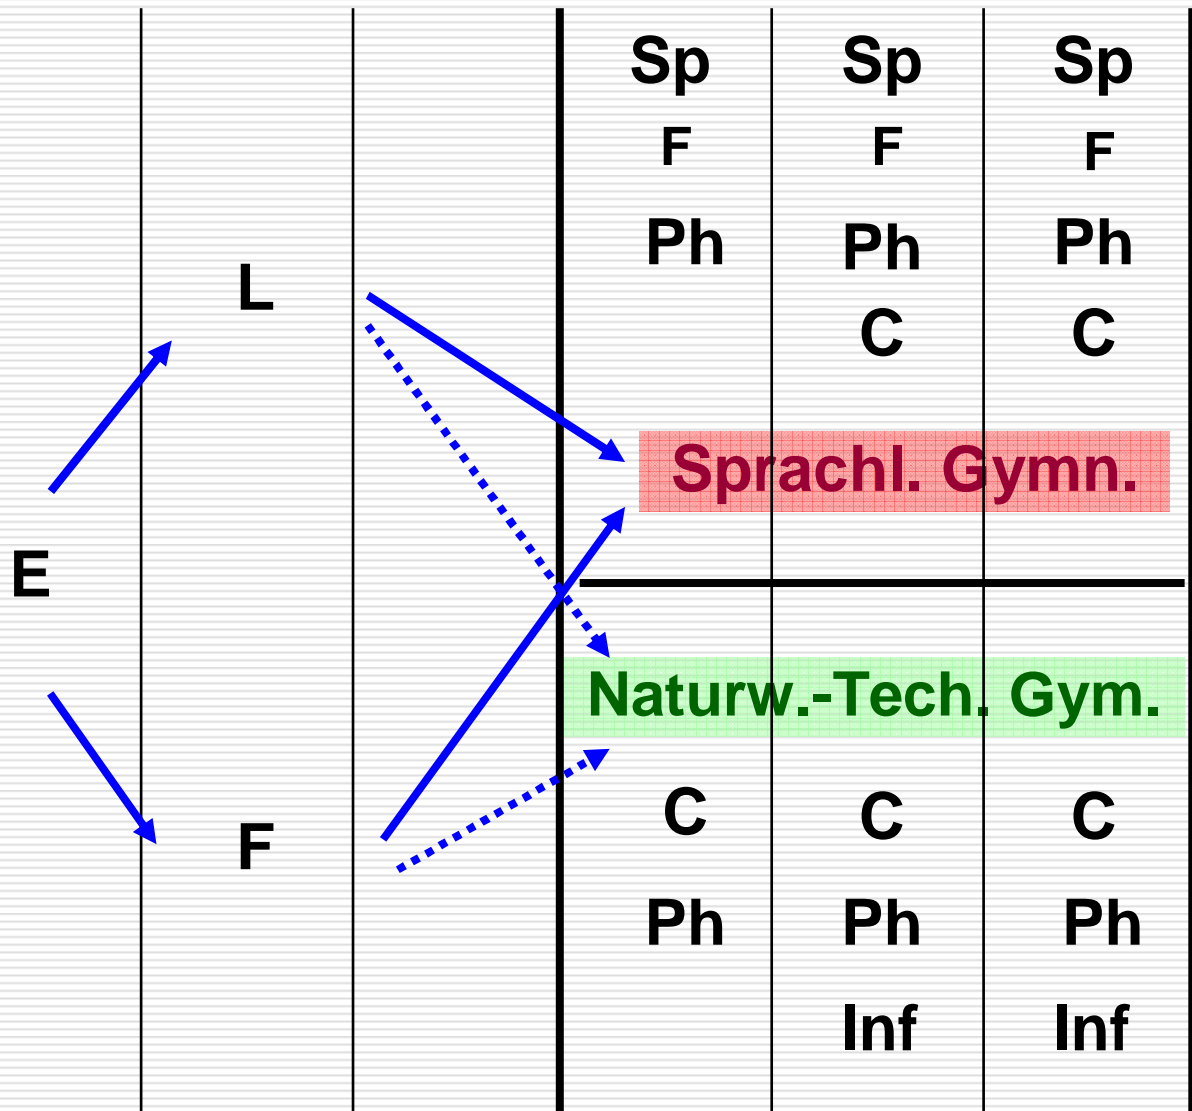 Sp Sp Sp
F F F
Ph Ph Ph
L
C C
Sprachl. Gymn.
E
Naturw.-Tech. Gym.
C C C
F
Ph Ph Ph
Inf Inf